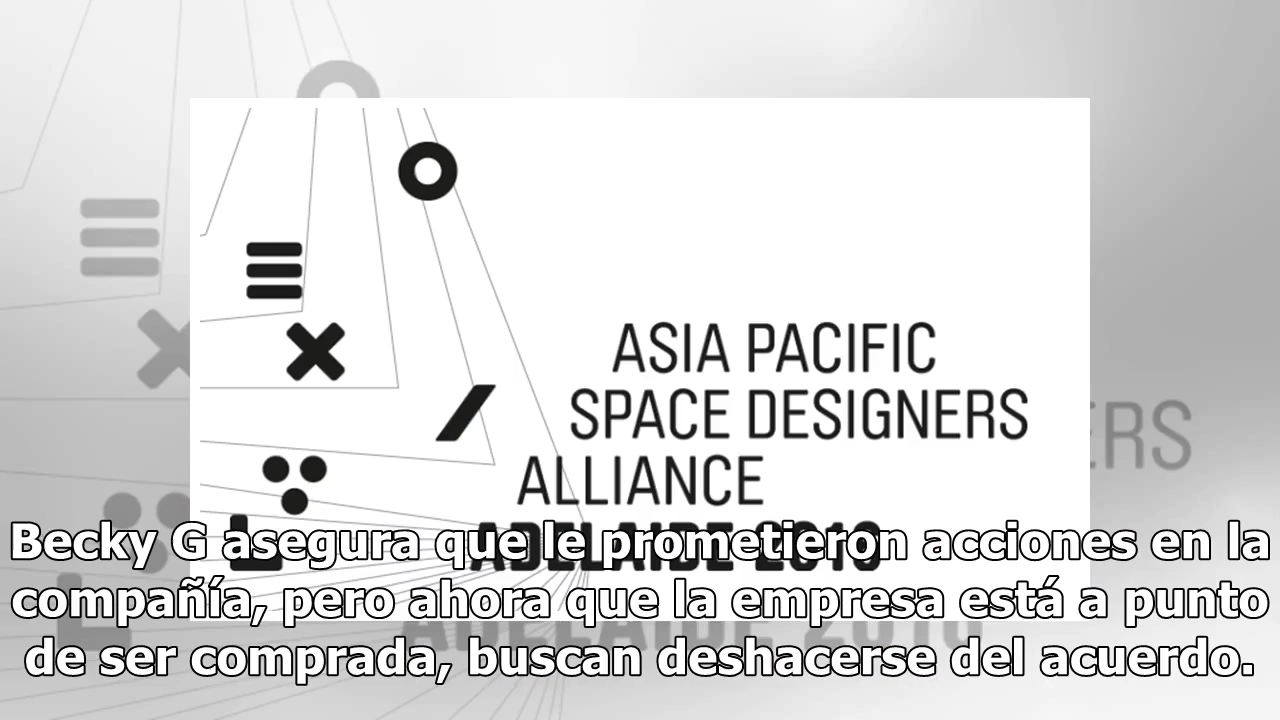 ASIA PACIFIC
SPACE DESIGNERS
ERS
ALLIANCE
Becky G asegura que le prometieron acciones en la
compañía, pero ahora que la empresa está a punto
de ser comprada, buscan deshacerse del acuerdo.